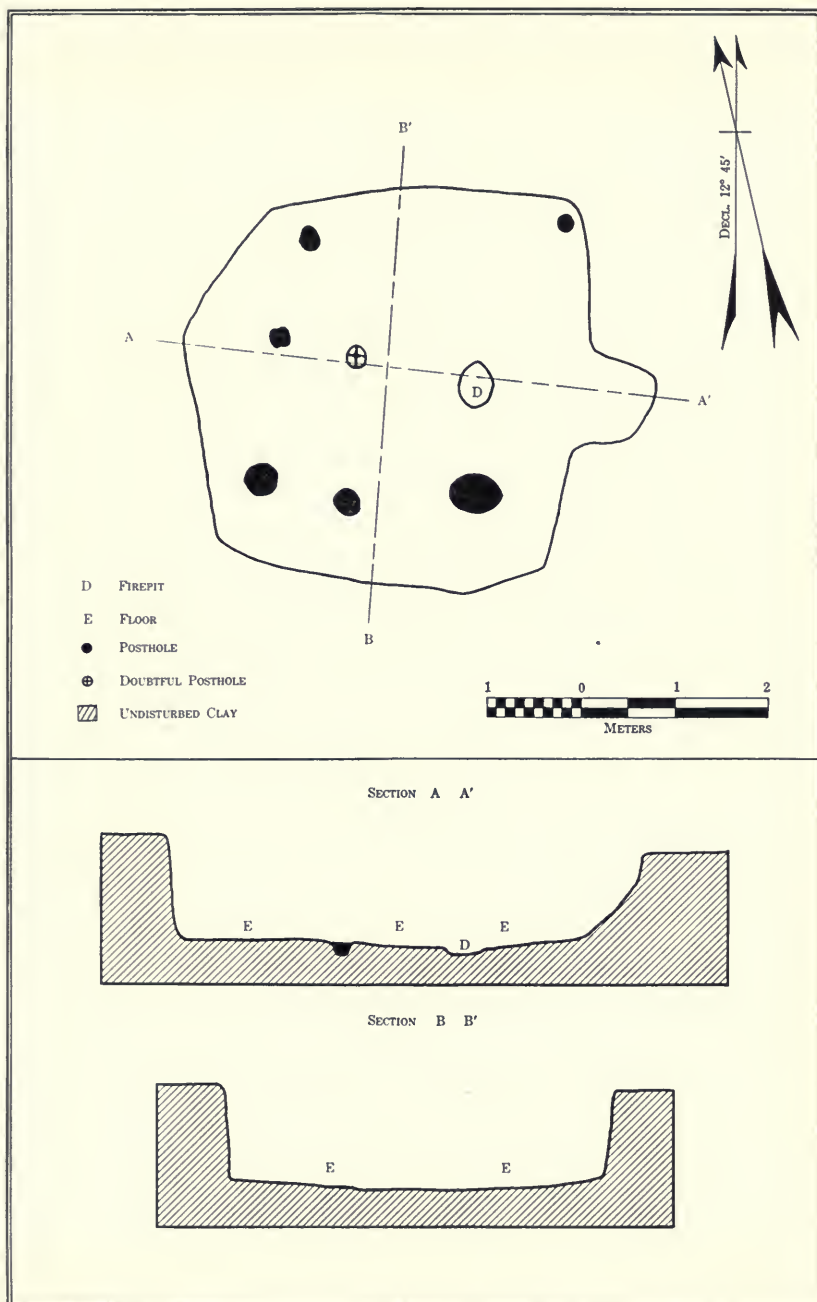 DECL. 12° 45'
B'
A
D
A'
B
D FIREPIT
E FLOOR
POSTHOLE
DOUBTFUL POSTHOLE
UNDISTURBED CLAY
1 0 1 2
METERS
SECTION A A'
E E E
D
SECTION B B'
E E